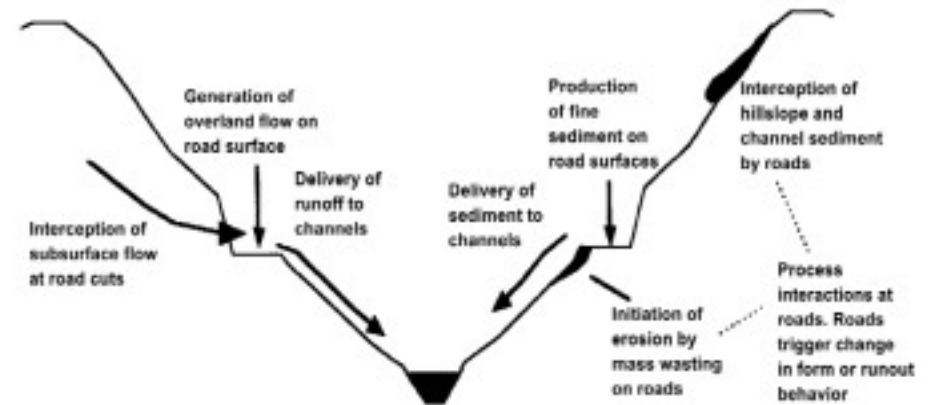 Generation of
overland flow on
road surface
Delivery of
runoff to
channels
Interception of
subsurface flow
at road cuts
Production
of fine
sediment on
road surfaces
Interception of
hillslope and
channel sediment
by roads
Delivery of
sediment to
channels
Initiation of
erosion by
mass wasting
on roads
Process
interactions at
roads. Roads
trigger change
in form or runout
behavior